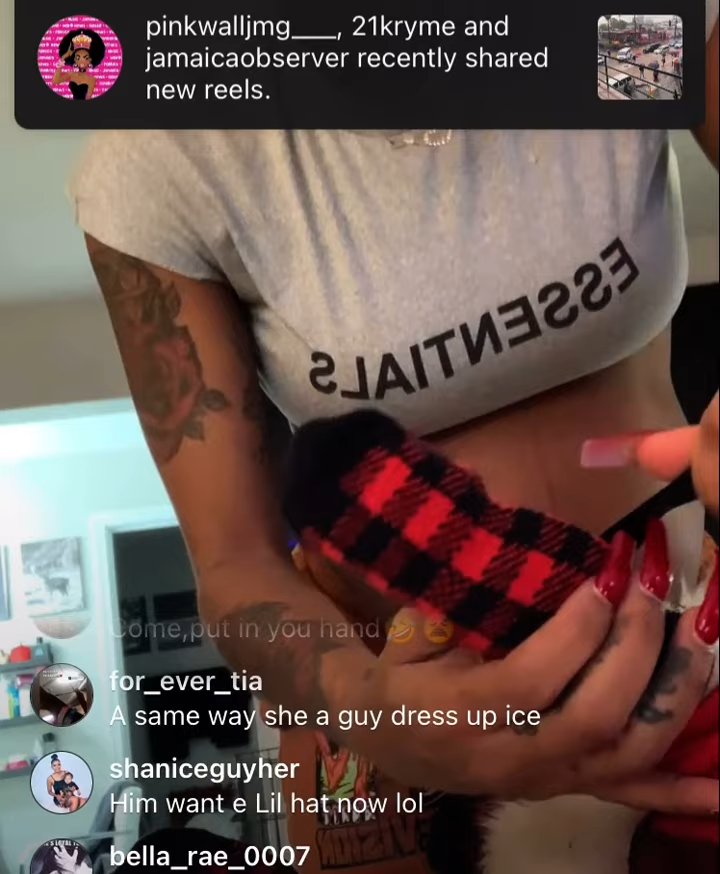 pinkwalljmg___, 21kryme and
jamaicaobserver recently shared
new reels.
ESSENTIALS
Come,put in you hand🤣😫
for_ever_tia
A same way she a guy dress up ice
shaniceguyher
Him want e Lil hat now lol
VISION
bella_rae_0007